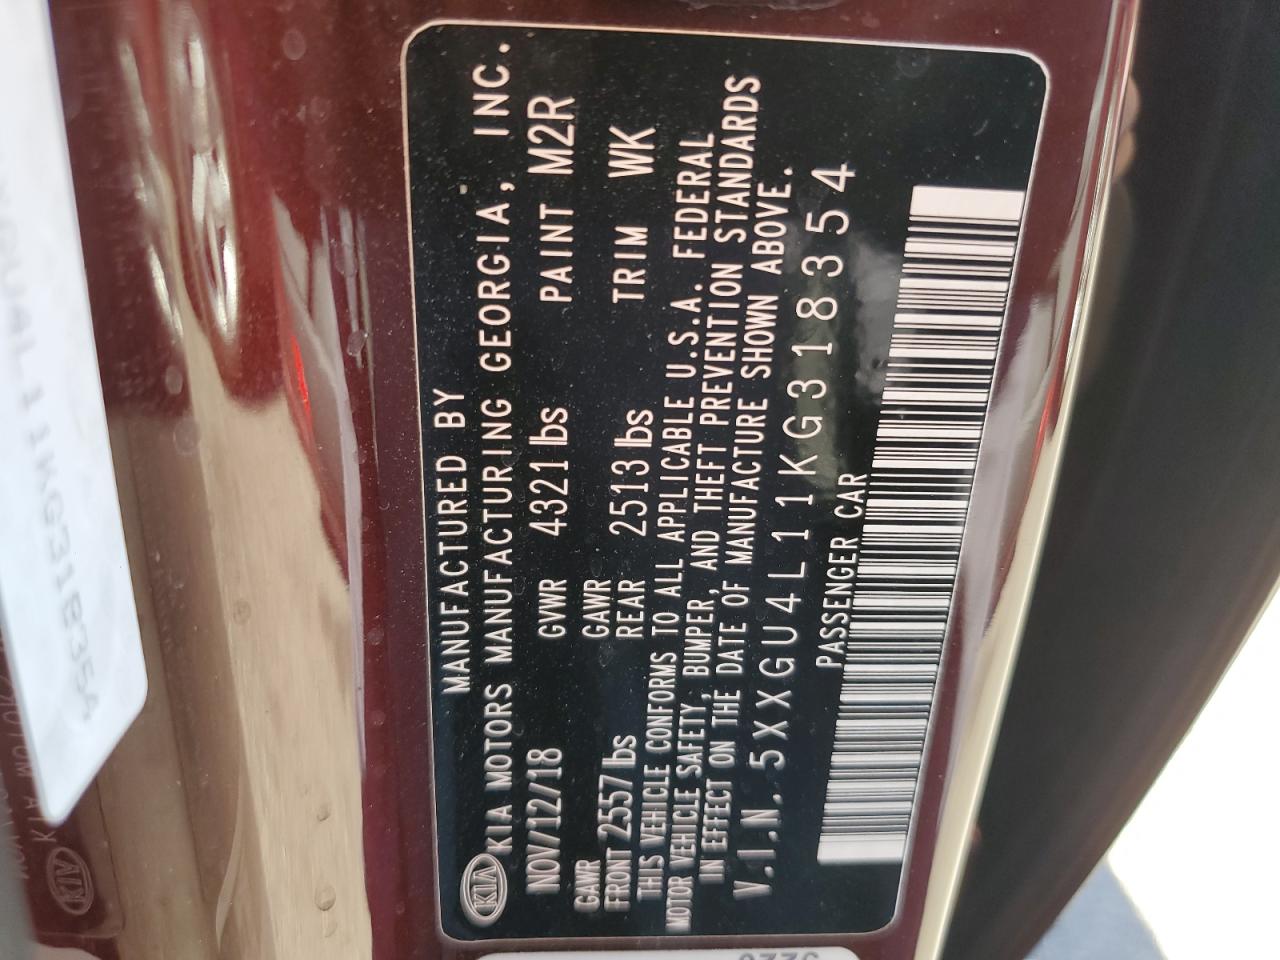 MANUFACTURED BY
KIA KIA MOTORS MANUFACTURING GEORGIA, INC.
NOV/12/18 GVWR 4321 lbs PAINT M2R
GAWR FRONT 2557 lbs GAWR REAR 2513 lbs TRIM WK
THIS VEHICLE CONFORMS TO ALL APPLICABLE U.S.A. FEDERAL
MOTOR VEHICLE SAFETY, BUMPER, AND THEFT PREVENTION STANDARDS
IN EFFECT ON THE DATE OF MANUFACTURE SHOWN ABOVE.
V.I.N. 5XXGU4L11KG318354
PASSENGER CAR